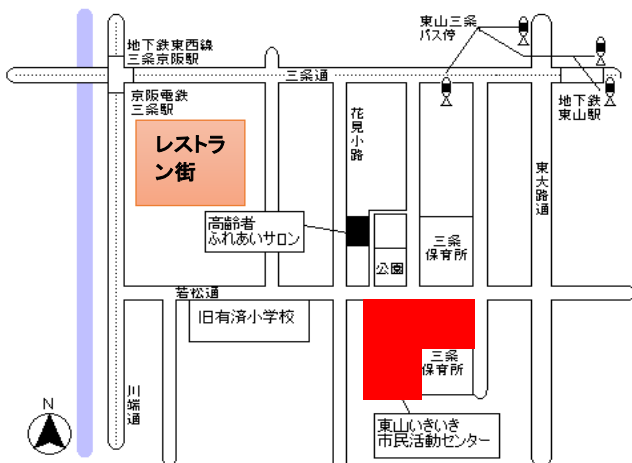 地下鉄東西線
三条京阪駅
京阪電鉄
三条駅
三条通
東山三条
バス停
地下鉄
東山駅
レストラ
ン街
花見小路
東大路通
高齢者
ふれあいサロン
公園
三条
保育所
若松通
旧有済小学校
三条
保育所
川端通
東山いきいき
市民活動センター
N